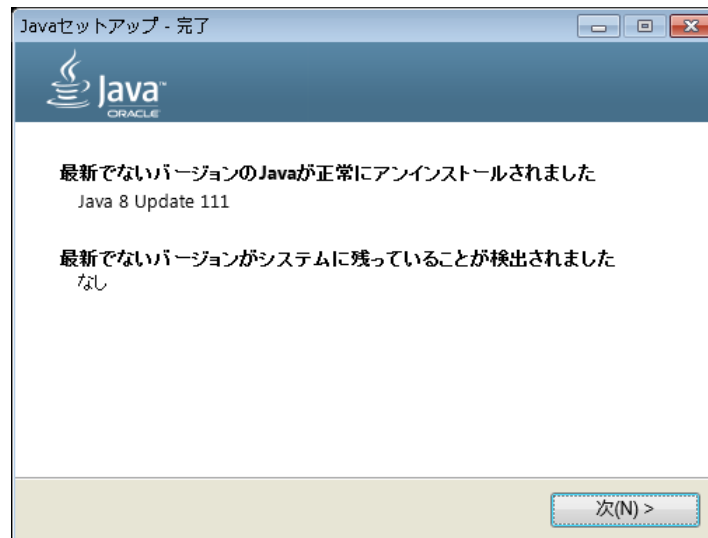 Javaセットアップ - 完了
Java™
ORACLE
最新でないバージョンのJavaが正常にアンインストールされました
Java 8 Update 111
最新でないバージョンがシステムに残っていることが検出されました
なし
次(N) >